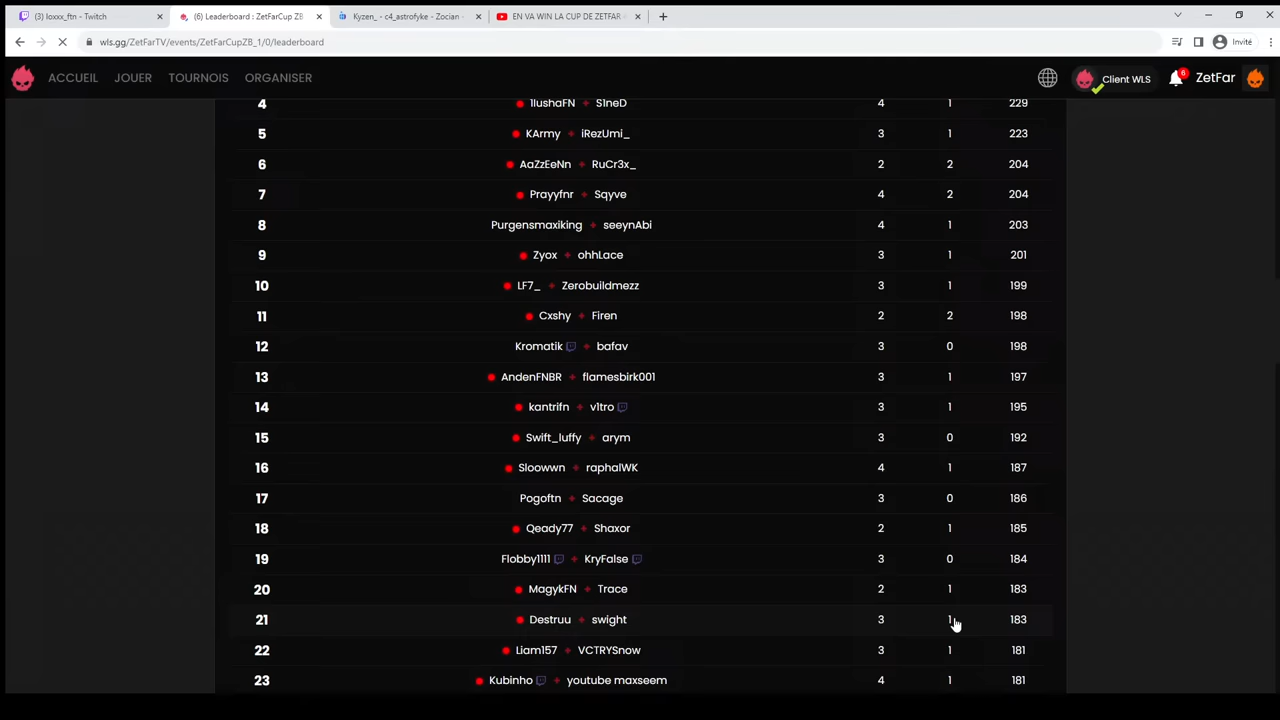 (3) loxxx_ftn - Twitch
(6) Leaderboard : ZetFarCup ZB
Kyzen_ - c4_astrofyke - Zocian -
EN VA WIN LA CUP DE ZETFAR
wls.gg/ZetFarTV/events/ZetFarCupZB_1/0/leaderboard
Invité
ACCUEIL JOUER TOURNOIS ORGANISER
Client WLS 6 ZetFar
4 1lushaFN S1neD 4 1 229
5 KArmy iRezUmi_ 3 1 223
6 AaZzEeNn RuCr3x_ 2 2 204
7 Prayyfnr Sqyve 4 2 204
8 Purgensmaxiking seeynAbi 4 1 203
9 Zyox ohhLace 3 1 201
10 LF7_ Zerobuildmezz 3 1 199
11 Cxshy Firen 2 2 198
12 Kromatik bafav 3 0 198
13 AndenFNBR flamesbirk001 3 1 197
14 kantrifn v1tro 3 1 195
15 Swift_luffy arym 3 0 192
16 Sloowwn raphalWK 4 1 187
17 Pogoftn Sacage 3 0 186
18 Qeady77 Shaxor 2 1 185
19 Flobby1111 KryFalse 3 0 184
20 MagykFN Trace 2 1 183
21 Destruu swight 3 1 183
22 Liam157 VCTRYSnow 3 1 181
23 Kubinho youtube maxseem 4 1 181